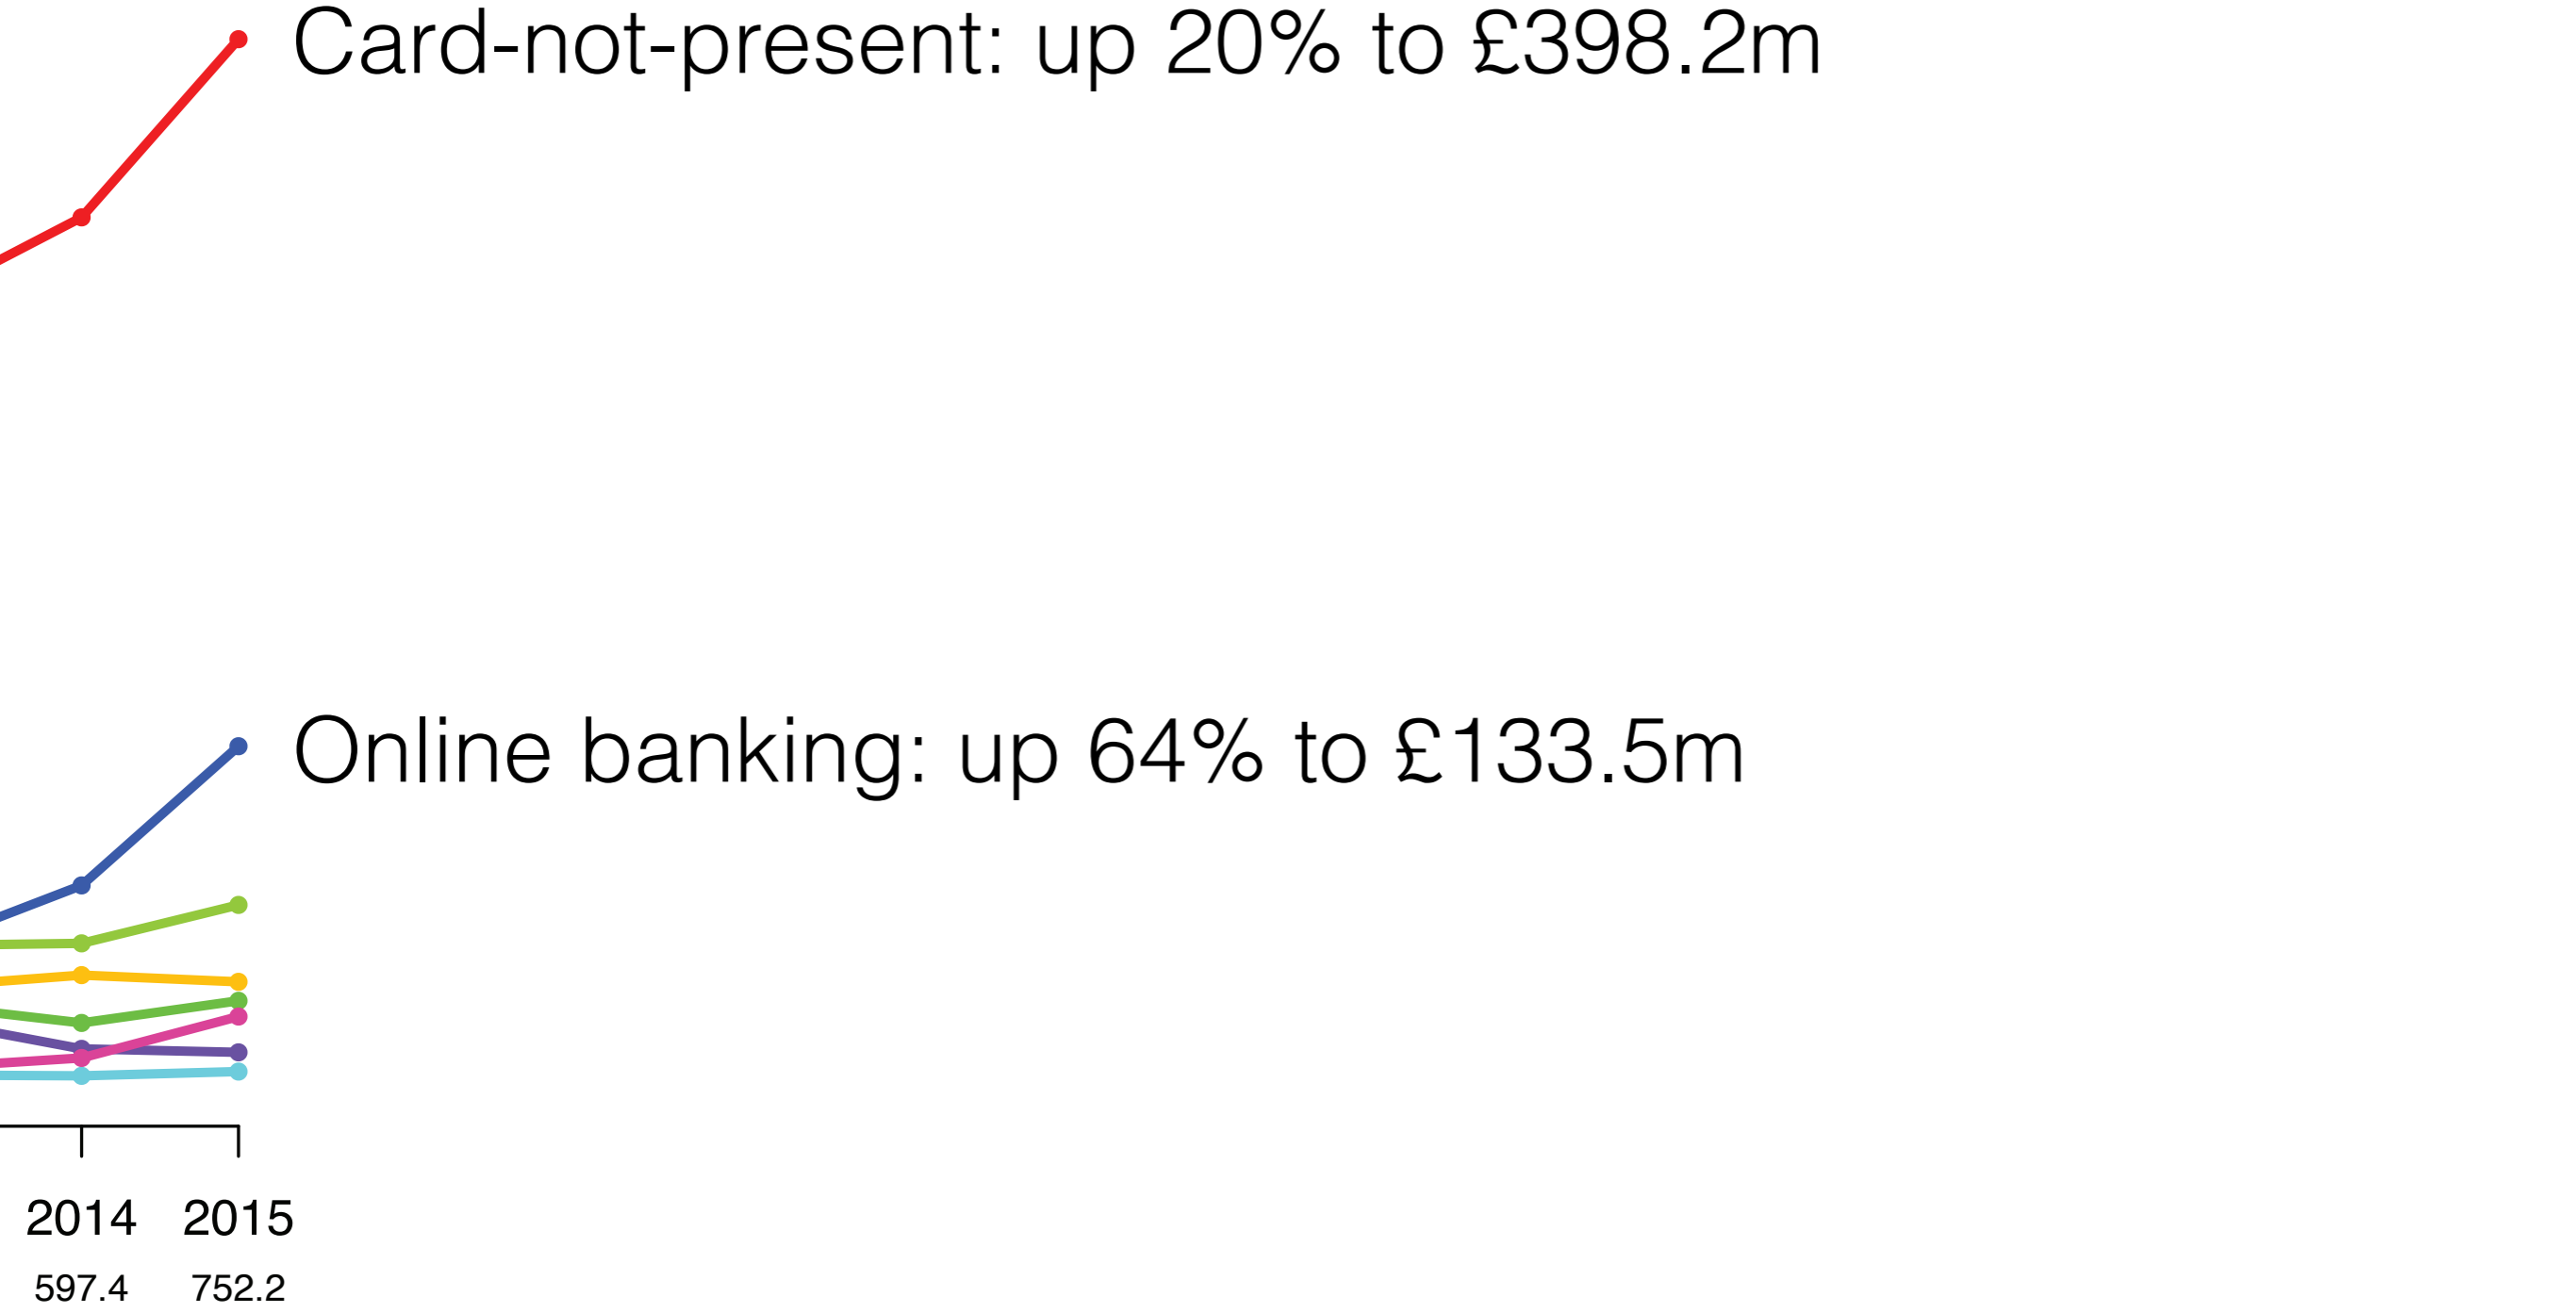 Card-not-present: up 20% to £398.2m
Online banking: up 64% to £133.5m
2014 2015
597.4 752.2